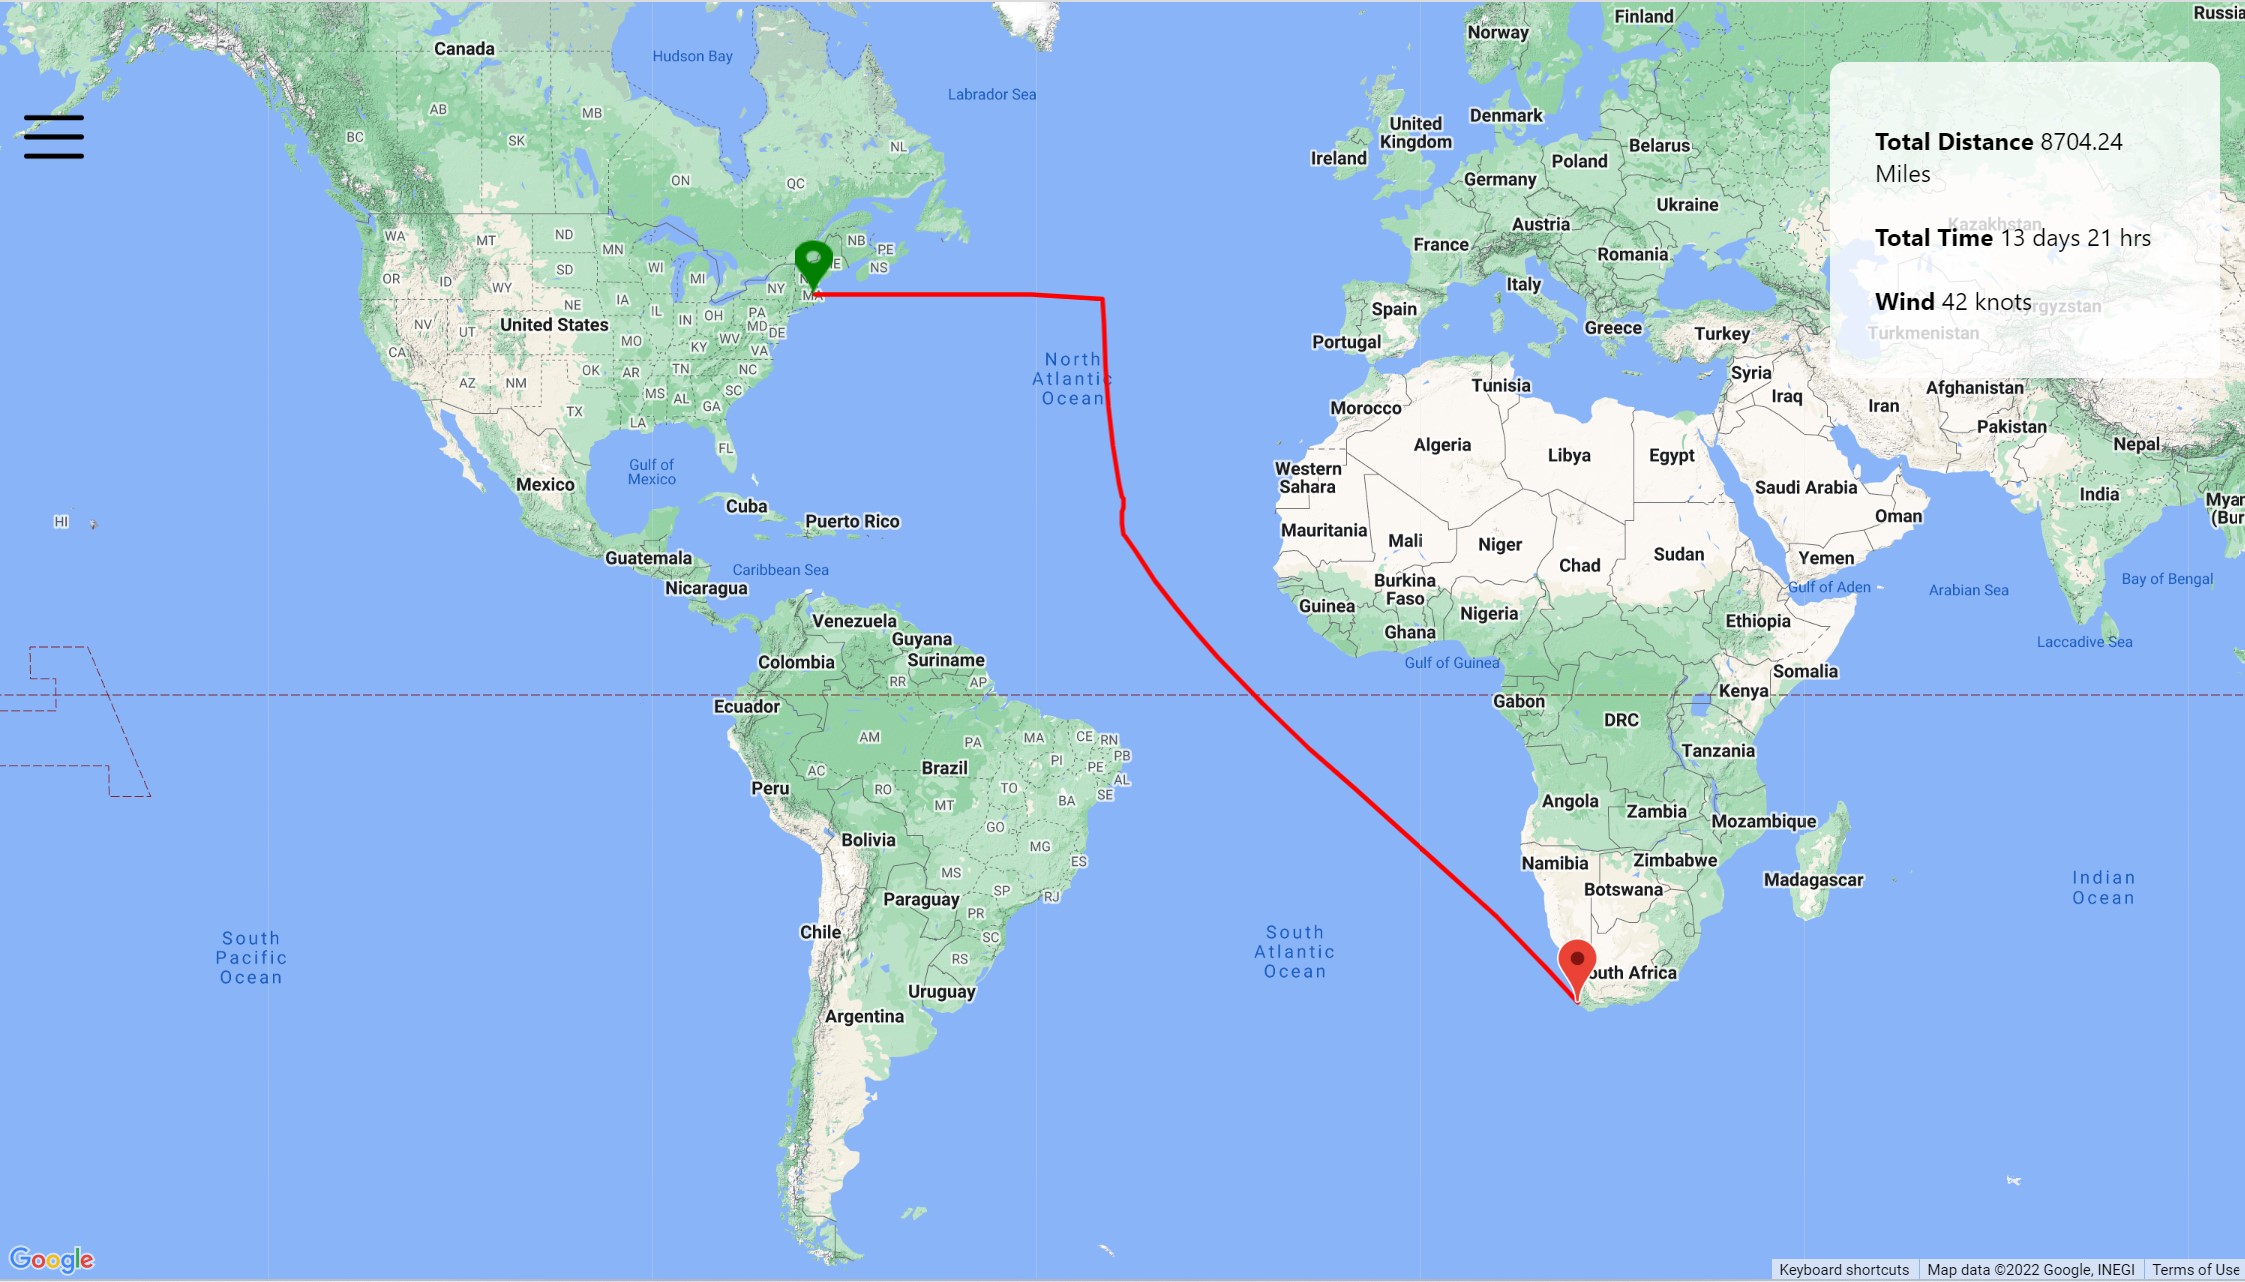 Canada
Hudson Bay
Labrador Sea
Norway
Finland
Russia
AB
MB
BC
SK
NL
ON
QC
United
Kingdom
Ireland
Denmark
Belarus
Poland
Germany
Ukraine
Austria
France
Romania
Italy
Spain
Portugal
Greece
Turkey
Total Distance 8704.24
Miles
Kazakhstan
Total Time 13 days 21 hrs
Wind 42 knots
Turkmenistan
WA
MT
ND
MN
NB
PE
NS
OR
ID
WY
SD
WI
MI
NY
MA
NE
IA
IL
IN
OH
PA
MD
DE
NV
UT
United States
CA
MO
KY
WV
VA
AZ
NM
OK
AR
TN
NC
MS
AL
GA
SC
TX
LA
FL
North
Atlantic
Ocean
Tunisia
Syria
Iraq
Iran
Afghanistan
Morocco
Pakistan
Nepal
Algeria
Libya
Egypt
Western
Sahara
Saudi Arabia
India
Oman
Gulf of
Mexico
Mexico
Cuba
Puerto Rico
HI
Mauritania
Mali
Niger
Chad
Sudan
Yemen
Guatemala
Caribbean Sea
Nicaragua
Burkina
Faso
Gulf of Aden
Arabian Sea
Bay of Bengal
Guinea
Nigeria
Ghana
Ethiopia
Venezuela
Guyana
Suriname
Colombia
Gulf of Guinea
Laccadive Sea
Somalia
Kenya
RR
AP
Ecuador
Gabon
DRC
AM
PA
MA
CE
RN
PB
PI
PE
AL
SE
Tanzania
Brazil
AC
Peru
RO
TO
MT
BA
Angola
Zambia
Mozambique
GO
Bolivia
MG
ES
Namibia
Zimbabwe
MS
SP
RJ
Botswana
Madagascar
Indian
Ocean
Paraguay
PR
Chile
SC
South
Pacific
Ocean
South
Atlantic
Ocean
RS
Uruguay
Argentina
outh Africa
Google
Keyboard shortcuts
Map data ©2022 Google, INEGI
Terms of Use